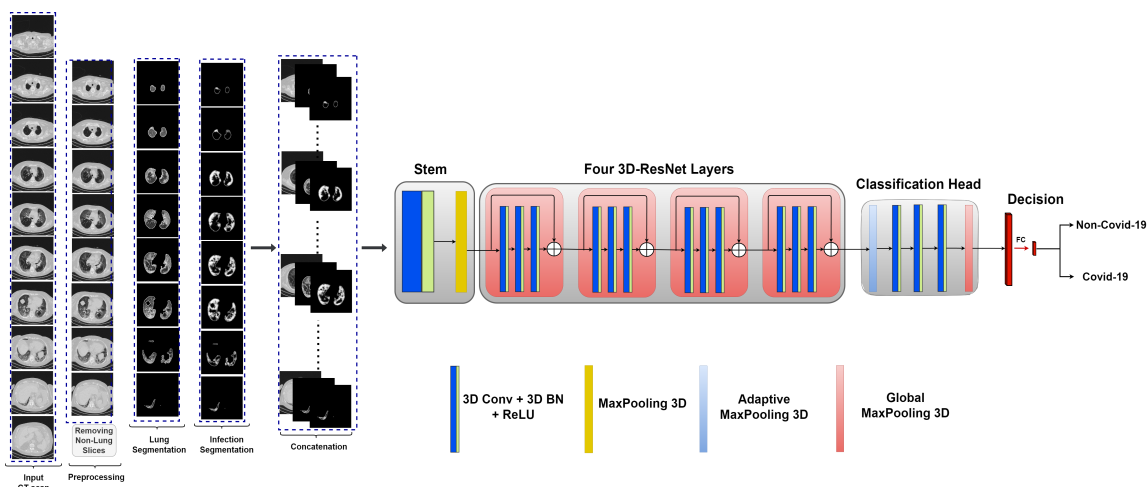 Stem
Four 3D-ResNet Layers
Classification Head
Decision
FC
Non-Covid-19
Covid-19
3D Conv + 3D BN
+ ReLU
MaxPooling 3D
Adaptive
MaxPooling 3D
Global
MaxPooling 3D
Removing
Non-Lung
Slices
Input
CT scan
Preprocessing
Lung
Segmentation
Infection
Segmentation
Concatenation